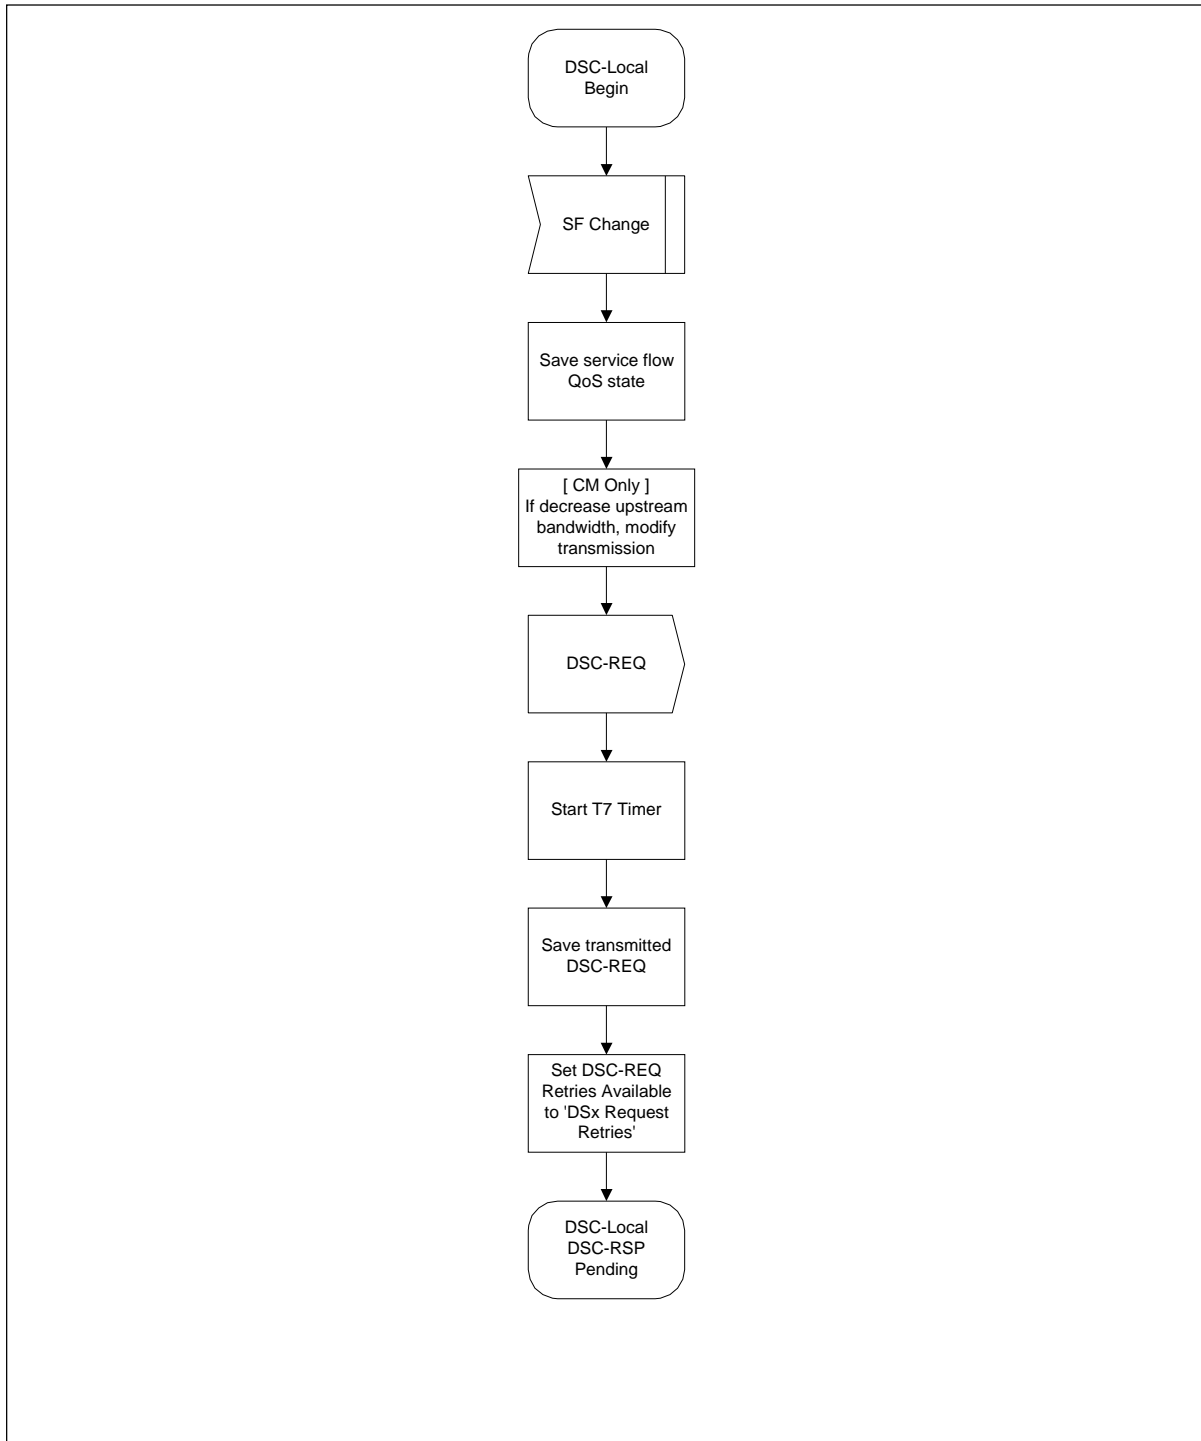 DSC-Local
Begin
SF Change
Save service flow
QoS state
[ CM Only ]
If decrease upstream
bandwidth, modify
transmission
DSC-REQ
Start T7 Timer
Save transmitted
DSC-REQ
Set DSC-REQ
Retries Available
to 'DSx Request
Retries'
DSC-Local
DSC-RSP
Pending